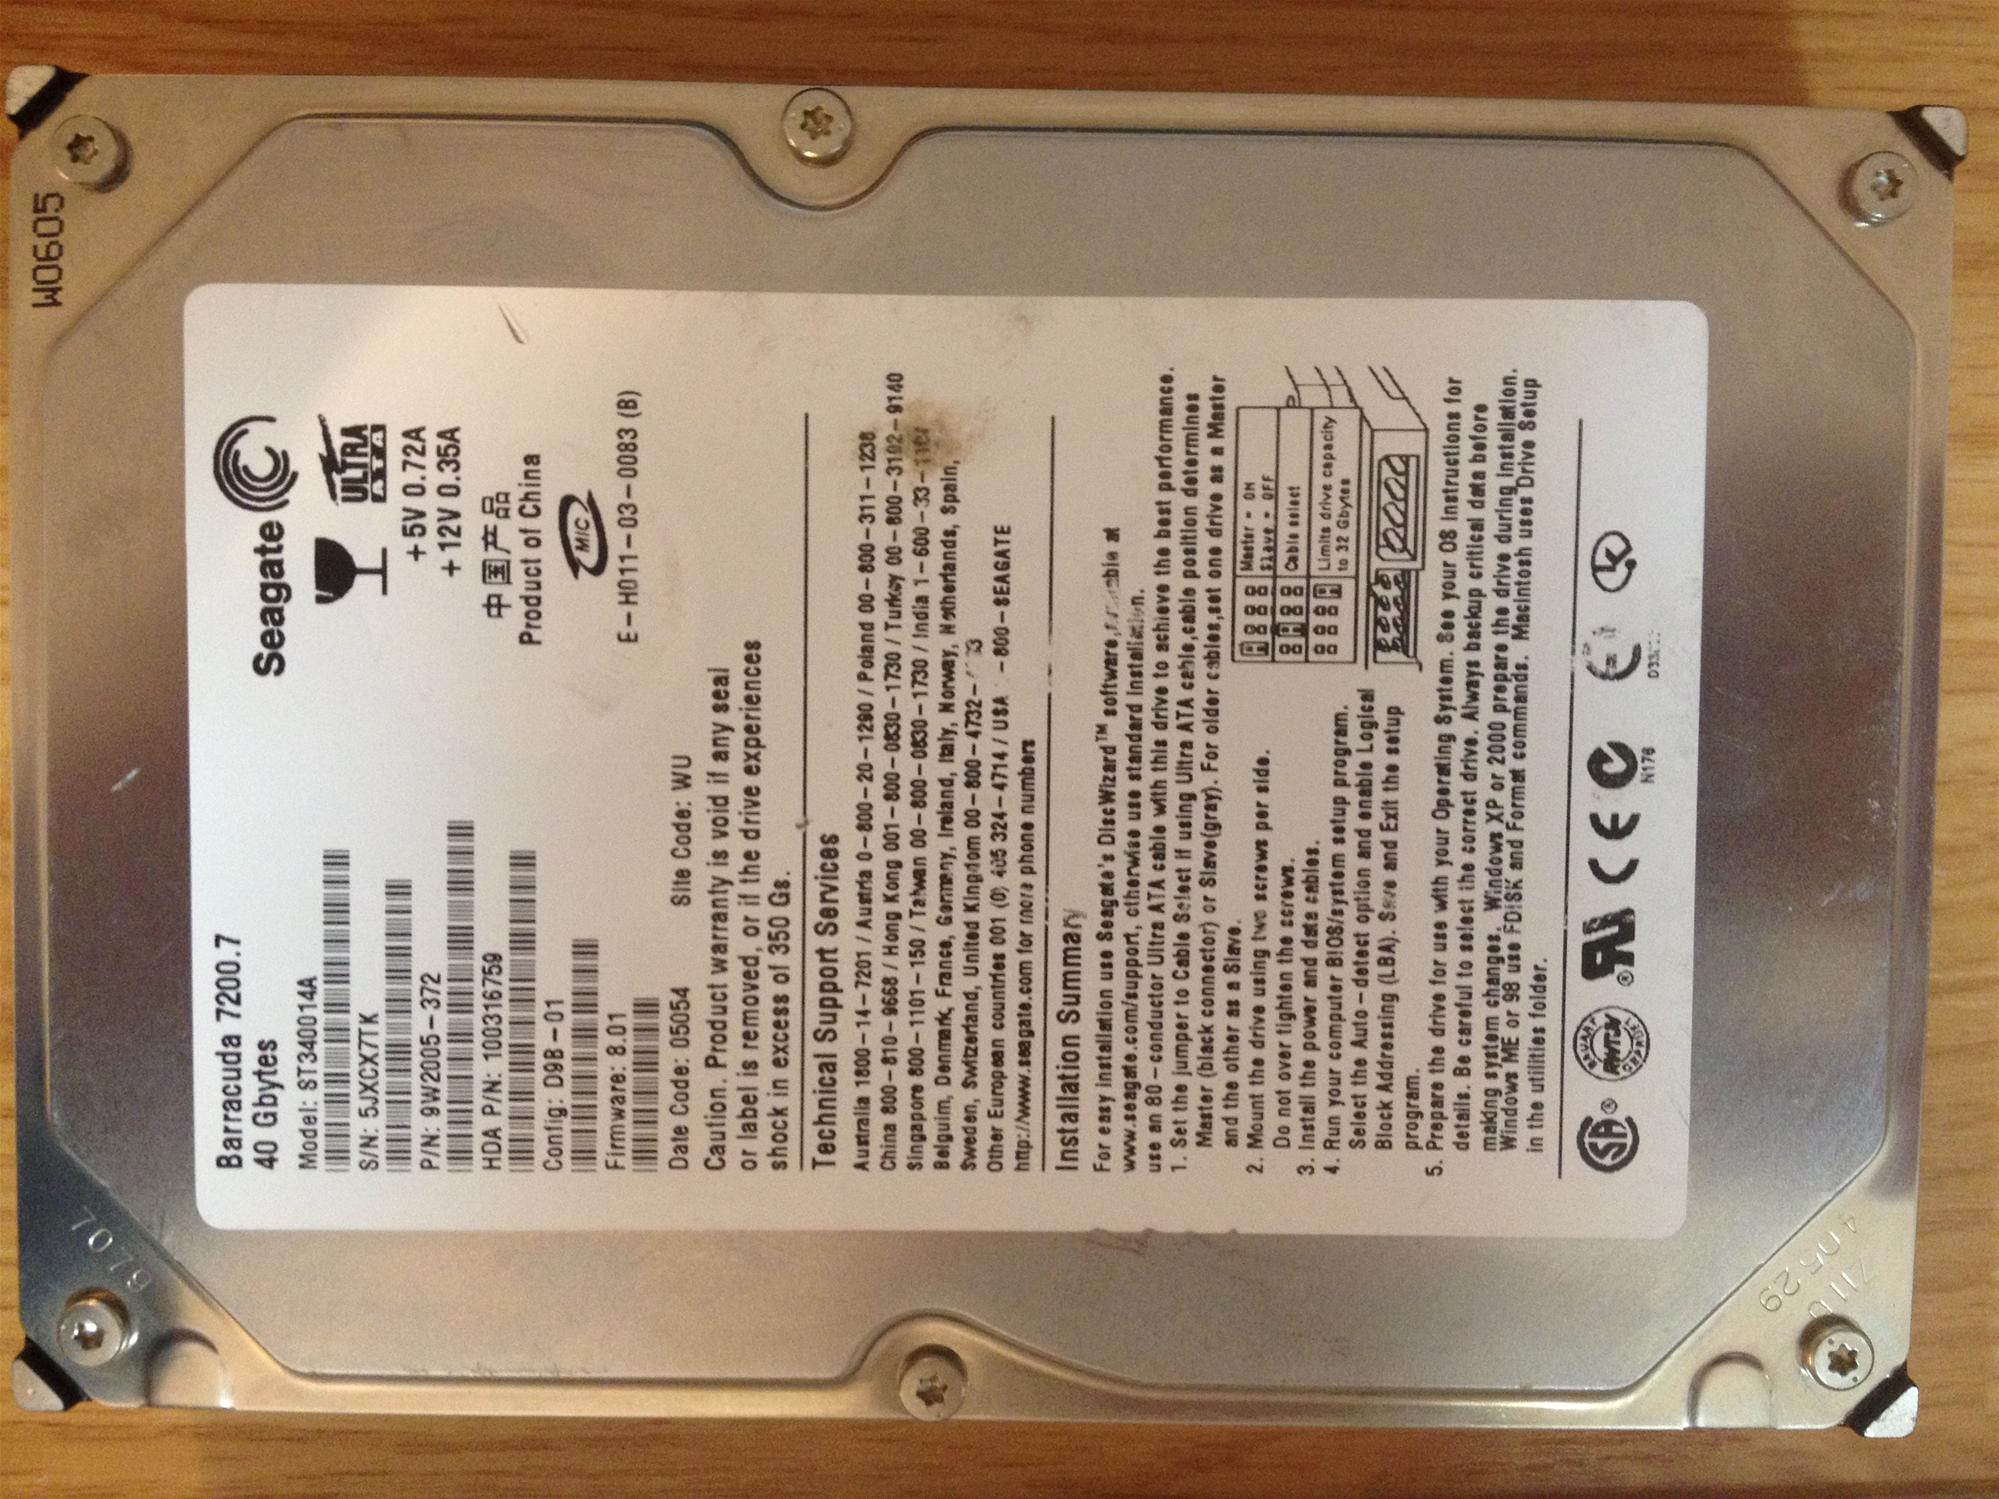 W0605
Barracuda 7200.7
40 Gbytes
Model: ST340014A
S/N: 5JXCX7TK
P/N: 9W2005-372
HDA P/N: 100316759
Config: D9B-01
Firmware: 8.01
Date Code: 05054 Site Code: WU
Seagate
ULTRA
ATA
+5V 0.72A
+12V 0.35A
中国产品
Product of China
MIC
E-H011-03-0083 (B)
Caution. Product warranty is void if any seal
or label is removed, or if the drive experiences
shock in excess of 350 Gs.
Technical Support Services
Australia 1800-14-7201 / Austria 0-800-20-1290 / Poland 00-800-311-1238
China 800-810-9668 / Hong Kong 001-800-0830-1730 / Turkey 00-800-3192-9140
Singapore 800-1101-150 / Taiwan 00-800-0830-1730 / India 1-600-33-
Belguim, Denmark, France, Germany, Ireland, Italy, Norway, Netherlands, Spain,
Sweden, Switzerland, United Kingdom 00-800-4732-
Other European countries 001 (0) 405 324-4714 / USA -800-SEAGATE
http://www.seagate.com for more phone numbers
Installation Summary
For easy installation use Seagate's DiscWizard™ software, at
www.seagate.com/support, otherwise use standard installation.
use an 80-conductor Ultra ATA cable with this drive to achieve the best performance.
1. Set the jumper to Cable Select if using Ultra ATA cable,cable position determines
Master (black connector) or Slave(gray). For older cables,set one drive as a Master
and the other as a Slave.
2. Mount the drive using two screws per side.
Do not over tighten the screws.
3. Install the power and data cables.
4. Run your computer BIOS/system setup program.
Select the Auto-detect option and enable Logical
Block Addressing (LBA). Save and Exit the setup
program.
Master - ON
Slave - OFF
Cable select
Limits drive capacity
to 32 Gbytes
5. Prepare the drive for use with your Operating System. See your OS instructions for
details. Be careful to select the correct drive. Always backup critical data before
making system changes. Windows XP or 2000 prepare the drive during installation.
Windows ME or 98 use FDISK and Format commands. Macintosh uses Drive Setup
in the utilities folder.
N176